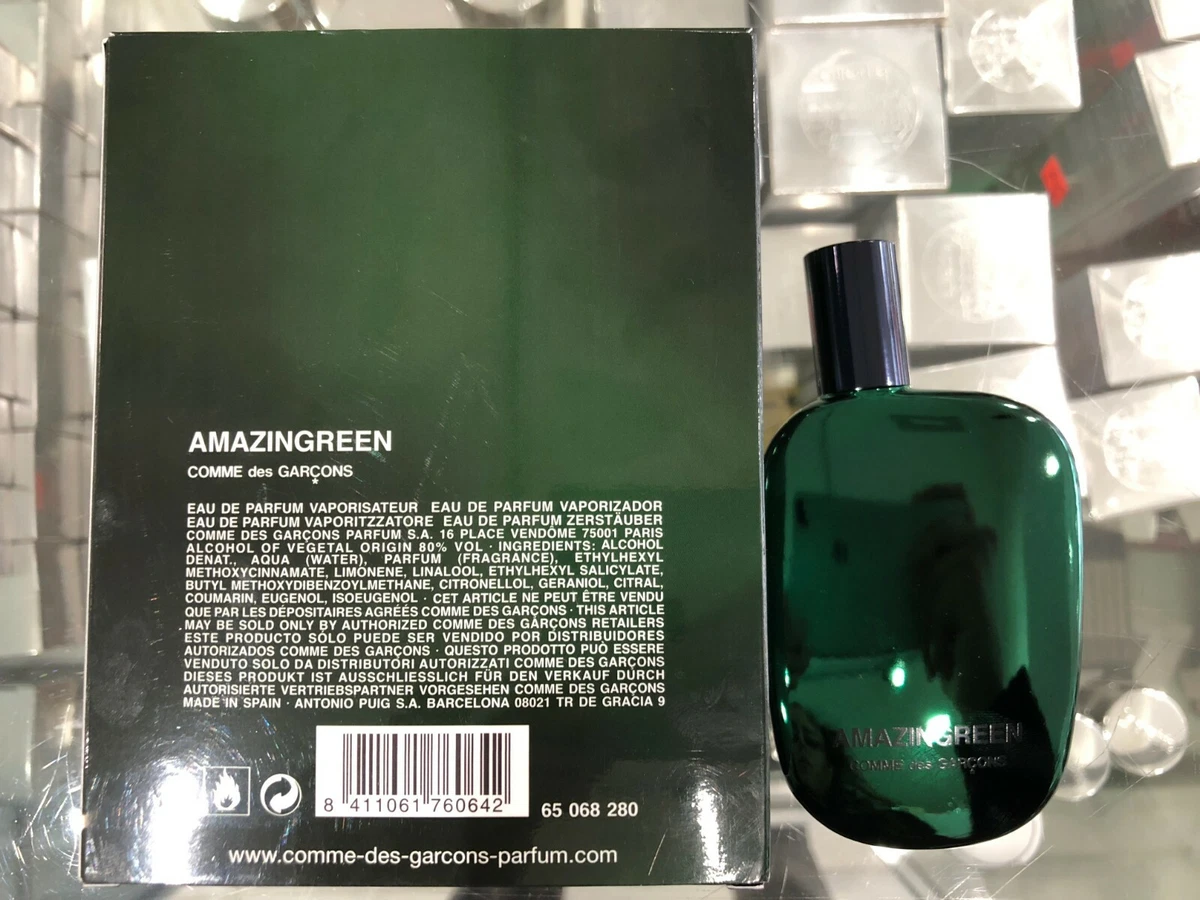 AMAZINGREEN
COMME des GARÇONS
*
EAU DE PARFUM VAPORISATEUR EAU DE PARFUM VAPORIZADOR
EAU DE PARFUM VAPORITZZATORE EAU DE PARFUM ZERSTÄUBER
COMME DES GARÇONS PARFUM S.A. 16 PLACE VENDÔME 75001 PARIS
ALCOHOL OF VEGETAL ORIGIN 80% VOL · INGREDIENTS: ALCOHOL
DENAT., AQUA (WATER), PARFUM (FRAGRANCE), ETHYLHEXYL
METHOXYCINNAMATE, LIMONENE, LINALOOL, ETHYLHEXYL SALICYLATE,
BUTYL METHOXYDIBENZOYLMETHANE, CITRONELLOL, GERANIOL, CITRAL,
COUMARIN, EUGENOL, ISOEUGENOL · CET ARTICLE NE PEUT ÊTRE VENDU
QUE PAR LES DÉPOSITAIRES AGRÉÉS COMME DES GARÇONS · THIS ARTICLE
MAY BE SOLD ONLY BY AUTHORIZED COMME DES GARÇONS RETAILERS
ESTE PRODUCTO SÓLO PUEDE SER VENDIDO POR DISTRIBUIDORES
AUTORIZADOS COMME DES GARÇONS · QUESTO PRODOTTO PUÒ ESSERE
VENDUTO SOLO DA DISTRIBUTORI AUTORIZZATI COMME DES GARÇONS
DIESES PRODUKT IST AUSSCHLIESSLICH FÜR DEN VERKAUF DURCH
AUTORISIERTE VERTRIEBSPARTNER VORGESEHEN COMME DES GARÇONS
MADE IN SPAIN · ANTONIO PUIG S.A. BARCELONA 08021 TR DE GRACIA 9
8 411061 760642
65 068 280
www.comme-des-garcons-parfum.com
AMAZINGREEN
COMME des GARÇONS